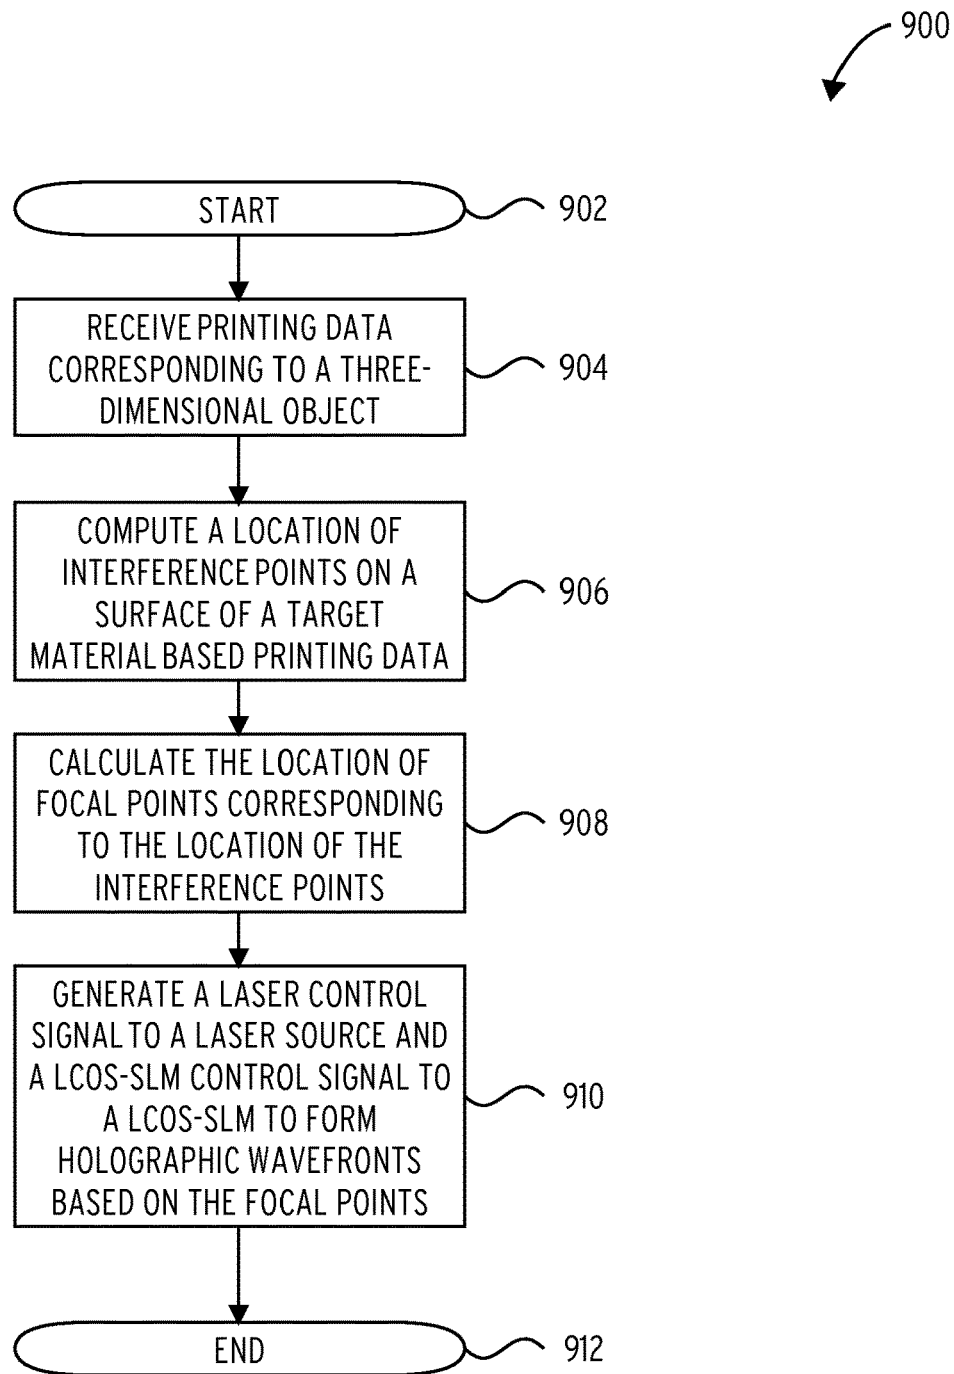 900
START
902
RECEIVE PRINTING DATA
CORRESPONDING TO A THREE-
DIMENSIONAL OBJECT
904
COMPUTE A LOCATION OF
INTERFERENCE POINTS ON A
SURFACE OF A TARGET
MATERIAL BASED PRINTING DATA
906
CALCULATE THE LOCATION OF
FOCAL POINTS CORRESPONDING
TO THE LOCATION OF THE
INTERFERENCE POINTS
908
GENERATE A LASER CONTROL
SIGNAL TO A LASER SOURCE AND
A LCOS-SLM CONTROL SIGNAL TO
A LCOS-SLM TO FORM
HOLOGRAPHIC WAVEFRONTS
BASED ON THE FOCAL POINTS
910
END
912